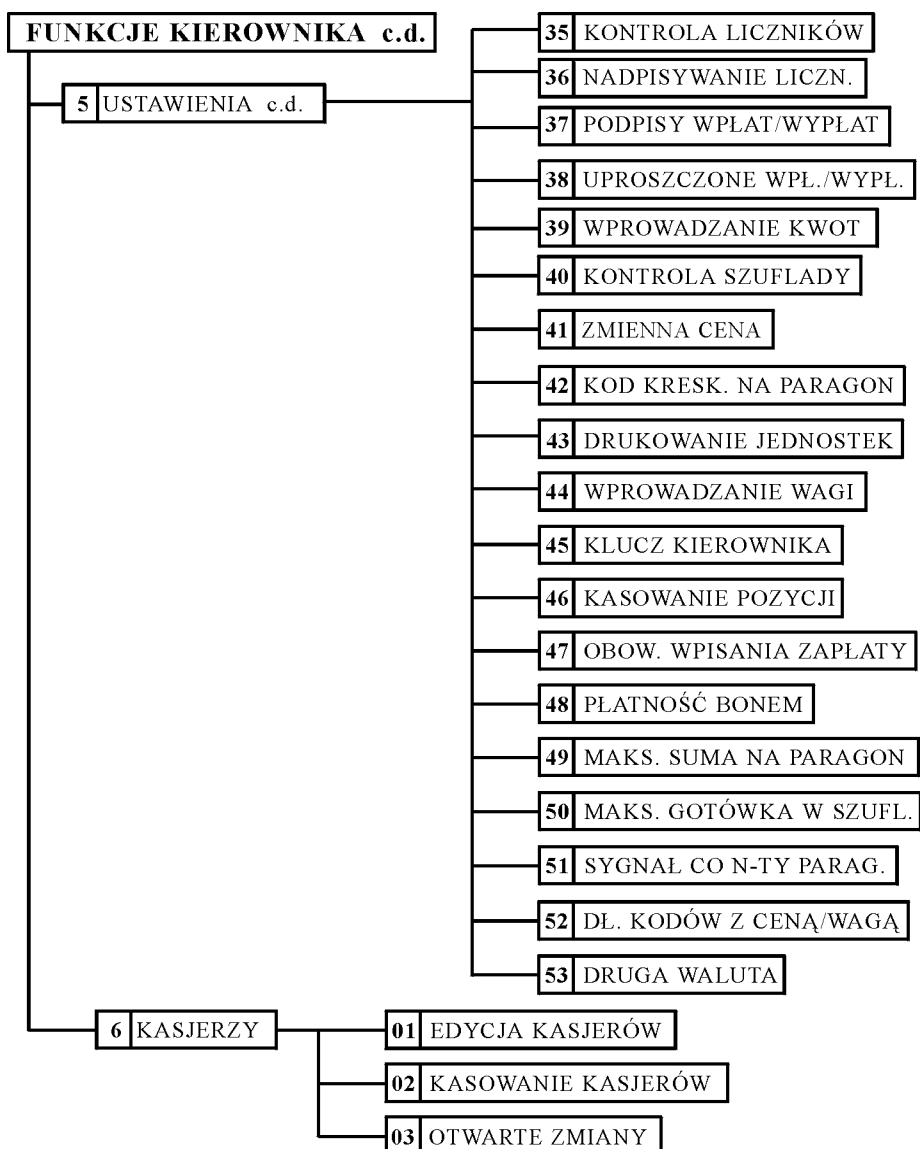 FUNKCJE KIEROWNIKA c.d.
5 USTAWIENIA c.d.
35 KONTROLA LICZNIKÓW
36 NADPISYWANIE LICZN.
37 PODPISY WPŁAT/WYPŁAT
38 UPROSZCZONE WPŁ./WYPŁ.
39 WPROWADZANIE KWOT
40 KONTROLA SZUFLADY
41 ZMIENNA CENA
42 KOD KRESK. NA PARAGON
43 DRUKOWANIE JEDNOSTEK
44 WPROWADZANIE WAGI
45 KLUCZ KIEROWNIKA
46 KASOWANIE POZYCJI
47 OBOW. WPISANIA ZAPŁATY
48 PŁATNOŚĆ BONEM
49 MAKS. SUMA NA PARAGON
50 MAKS. GOTÓWKA W SZUFL.
51 SYGNAŁ CO N-TY PARAG.
52 DŁ. KODÓW Z CENĄ/WAGĄ
53 DRUGA WALUTA
6 KASJERZY
01 EDYCJA KASJERÓW
02 KASOWANIE KASJERÓW
03 OTWARTE ZMIANY